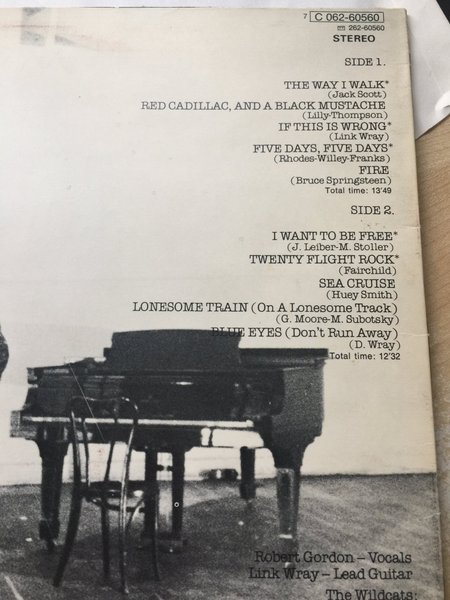 7 C 062-60560
262-60560
STEREO
SIDE 1.
THE WAY I WALK*
(Jack Scott)
RED CADILLAC, AND A BLACK MUSTACHE
(Lilly-Thompson)
IF THIS IS WRONG*
(Link Wray)
FIVE DAYS, FIVE DAYS*
(Rhodes-Willey-Franks)
FIRE
(Bruce Springsteen)
Total time: 13'49
SIDE 2.
I WANT TO BE FREE*
(J. Leiber-M. Stoller)
TWENTY FLIGHT ROCK*
(Fairchild)
SEA CRUISE
(Huey Smith)
LONESOME TRAIN (On A Lonesome Track)
(G. Moore-M. Subotsky)
BLUE EYES (Don't Run Away)
(D. Wray)
Total time: 12'32
Robert Gordon – Vocals
Link Wray – Lead Guitar
The Wildcats: